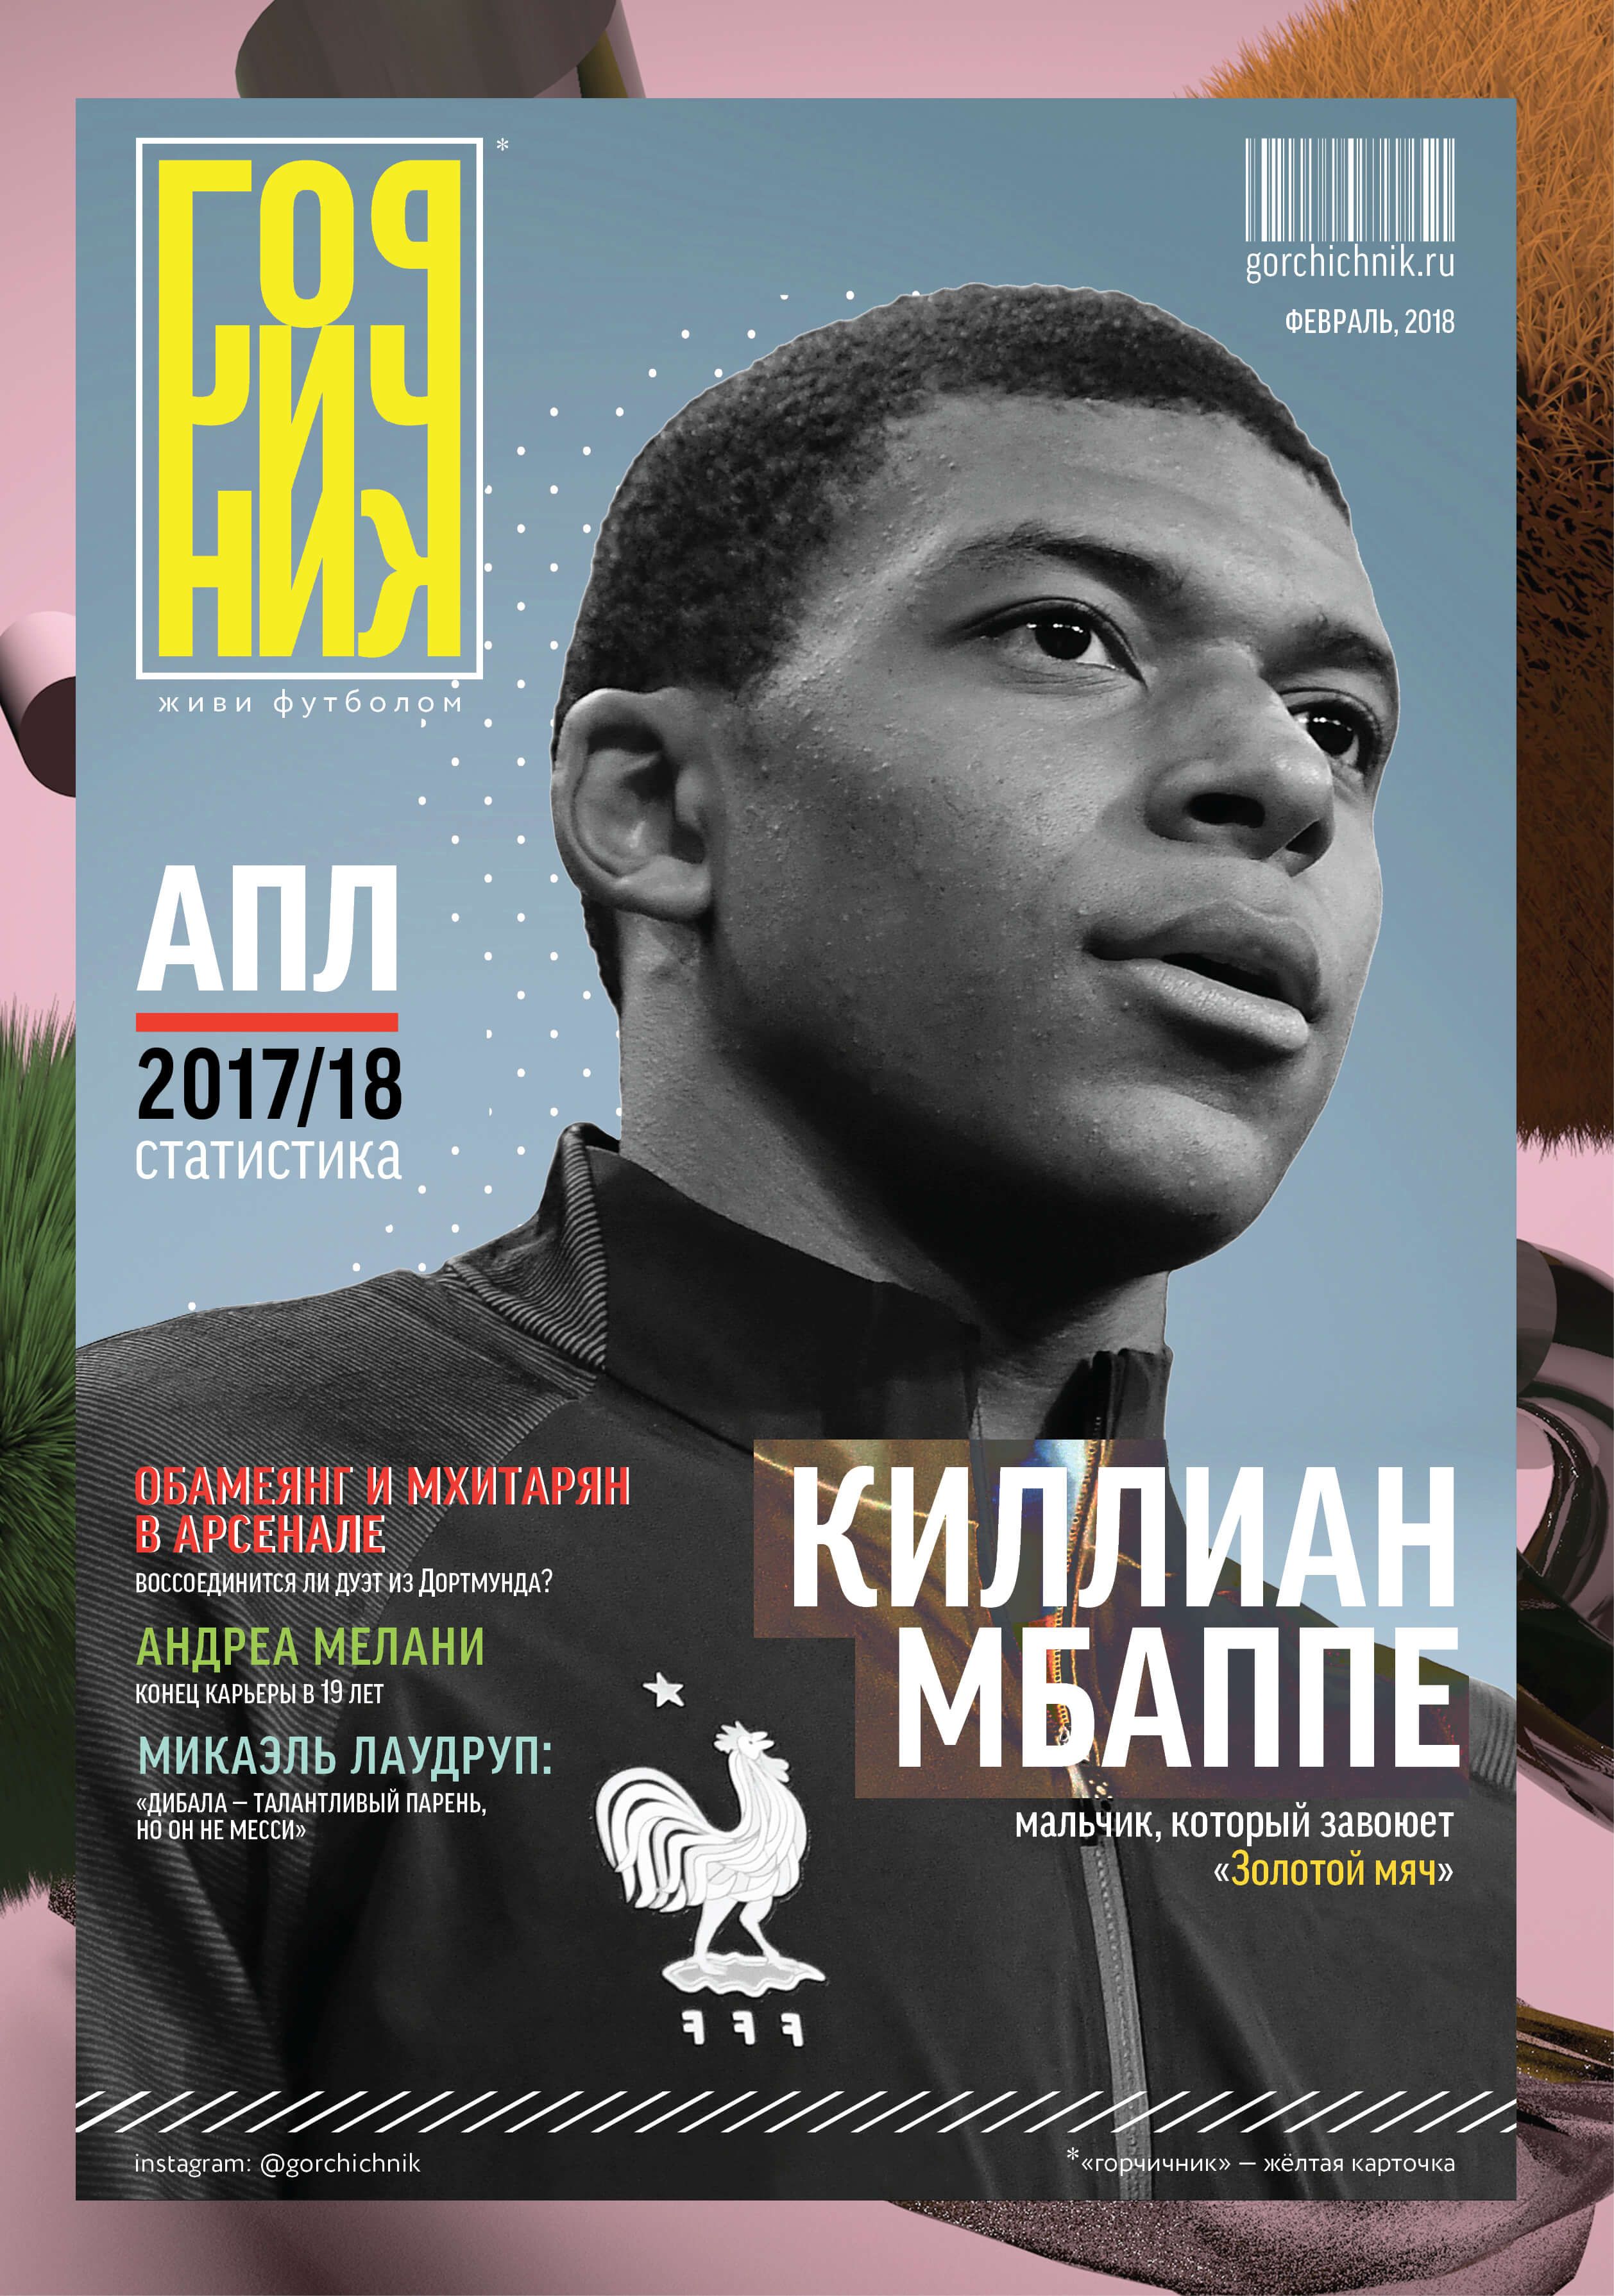 ГОР
ЧИЧ
НИК
*
живи футболом
gorchichnik.ru
ФЕВРАЛЬ, 2018
АПЛ
2017/18
статистика
ОБАМЕЯНГ И МХИТАРЯН
В АРСЕНАЛЕ
ВОССОЕДИНИТСЯ ЛИ ДУЭТ ИЗ ДОРТМУНДА?
АНДРЕА МЕЛАНИ
КОНЕЦ КАРЬЕРЫ В 19 ЛЕТ
МИКАЭЛЬ ЛАУДРУП:
«ДИБАЛА – ТАЛАНТЛИВЫЙ ПАРЕНЬ,
НО ОН НЕ МЕССИ»
КИЛЛИАН
МБАППЕ
мальчик, который завоюет
«Золотой мяч»
FFF
instagram: @gorchichnik
*«горчичник» – жёлтая карточка